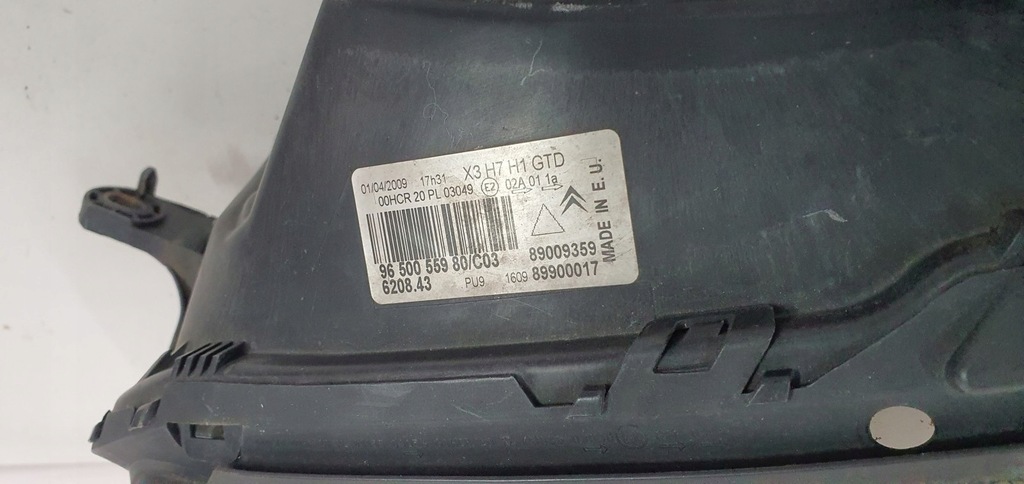 01/04/2009 17h31 X3 H7 H1 GTD
00HCR 20 PL 03049 E2 02A 01 1a
96 500 559 80/C03 89009359
6208.43 PU9 1609 89900017
MADE IN E.U.